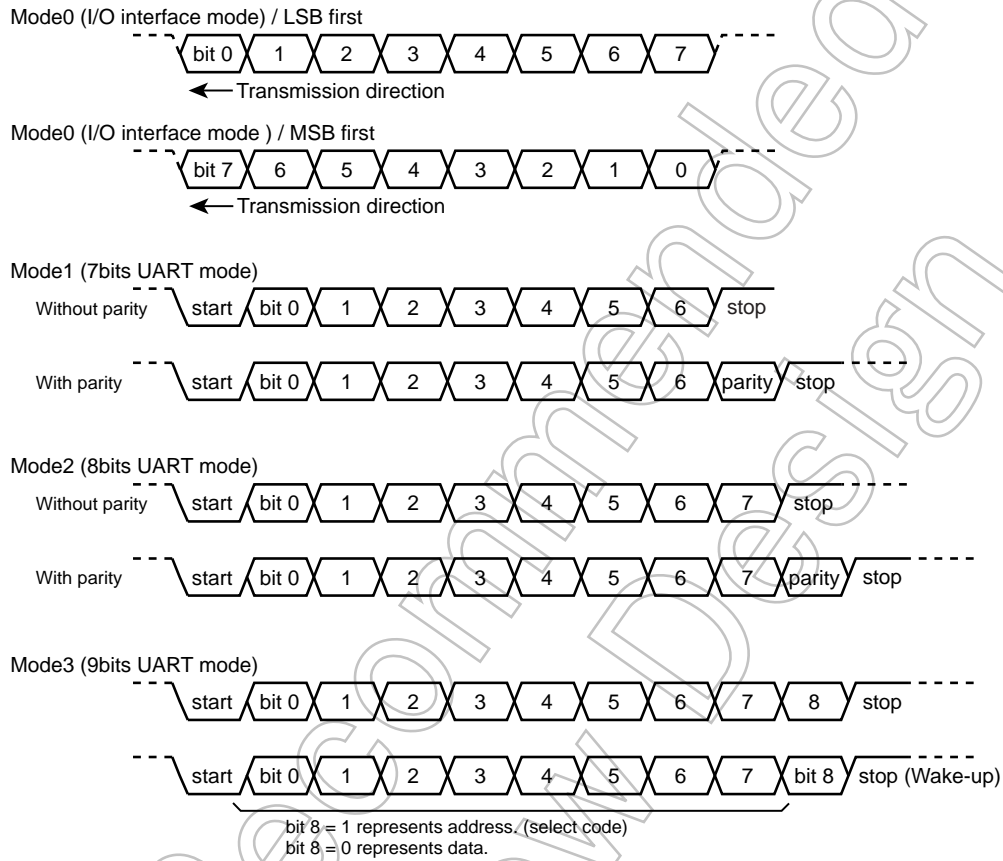 Mode0 (I/O interface mode) / LSB first
bit 0 1 2 3 4 5 6 7
Transmission direction
Mode0 (I/O interface mode ) / MSB first
bit 7 6 5 4 3 2 1 0
Transmission direction
Mode1 (7bits UART mode)
Without parity start bit 0 1 2 3 4 5 6 stop
With parity start bit 0 1 2 3 4 5 6 parity stop
Mode2 (8bits UART mode)
Without parity start bit 0 1 2 3 4 5 6 7 stop
With parity start bit 0 1 2 3 4 5 6 7 parity stop
Mode3 (9bits UART mode)
start bit 0 1 2 3 4 5 6 7 8 stop
start bit 0 1 2 3 4 5 6 7 bit 8 stop (Wake-up)
bit 8 = 1 represents address. (select code)
bit 8 = 0 represents data.
ecommended
w Design